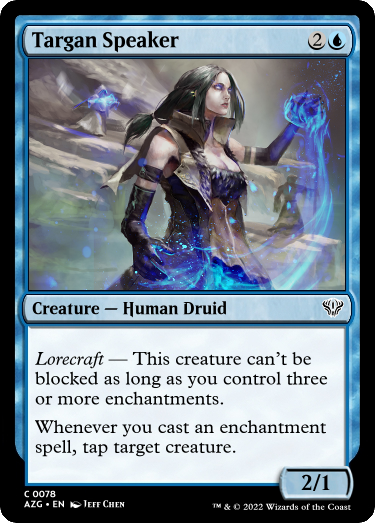 Targan Speaker 2
Creature — Human Druid
Lorecraft — This creature can't be
blocked as long as you control three
or more enchantments.
Whenever you cast an enchantment
spell, tap target creature.
2/1
C 0078
AZG • EN Jeff Chen
™ & © 2022 Wizards of the Coast